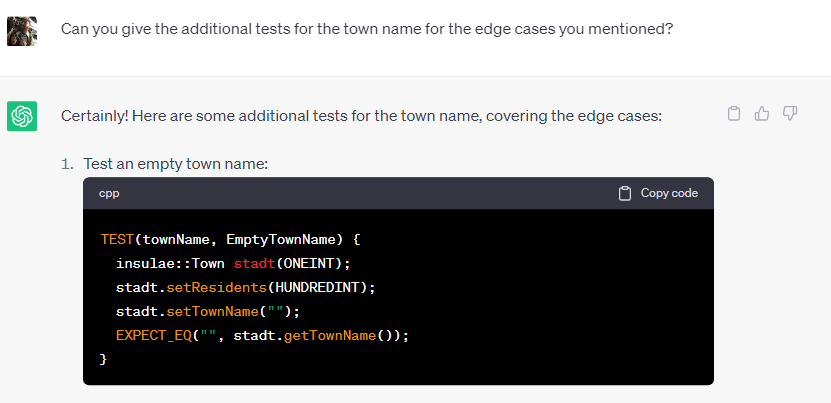 Can you give the additional tests for the town name for the edge cases you mentioned?
Certainly! Here are some additional tests for the town name, covering the edge cases:
1. Test an empty town name:
cpp Copy code
TEST(townName, EmptyTownName) {
  insulae::Town stadt(ONEINT);
  stadt.setResidents(HUNDREDINT);
  stadt.setTownName("");
  EXPECT_EQ("", stadt.getTownName());
}